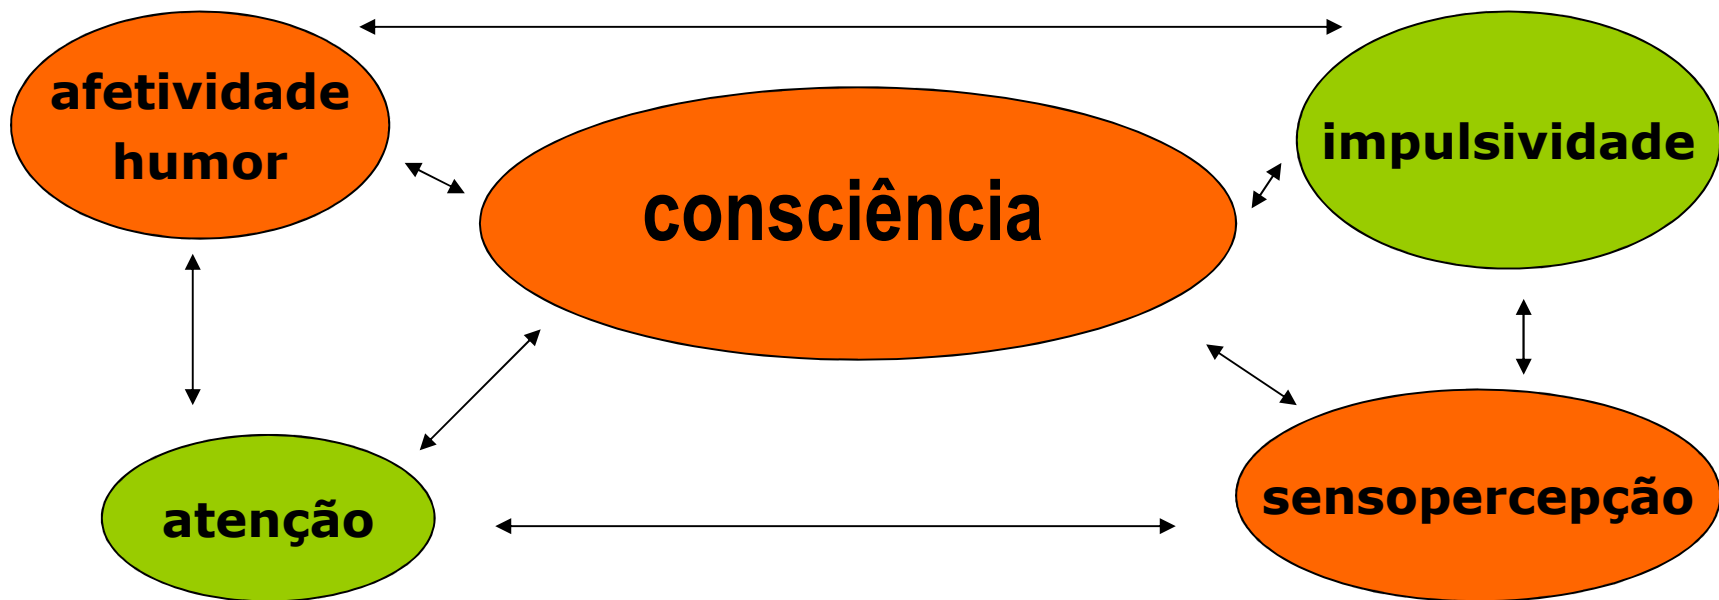 afetividade
humor
impulsividade
consciência
atenção
sensopercepção